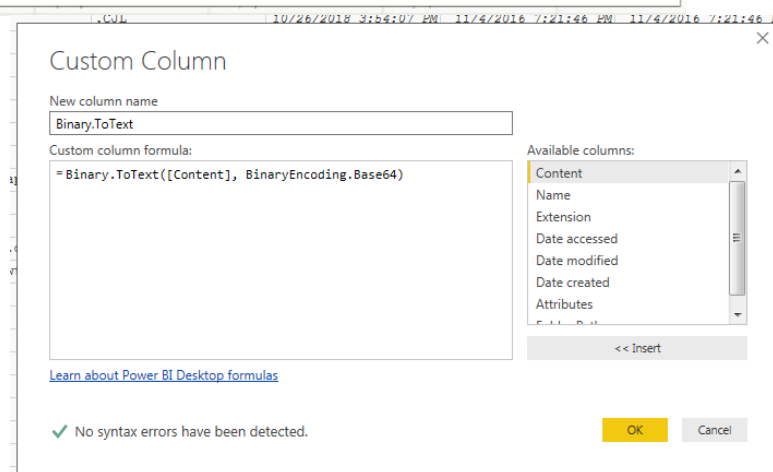 .CJL 10/26/2018 3:54:07 PM 11/4/2016 7:21:46 PM 11/4/2016 7:21:46
Custom Column
New column name
Binary.ToText
Custom column formula:
Available columns:
=Binary.ToText([Content], BinaryEncoding.Base64)
Content
Name
Extension
Date accessed
Date modified
Date created
Attributes
<< Insert
Learn about Power BI Desktop formulas
No syntax errors have been detected.
OK
Cancel